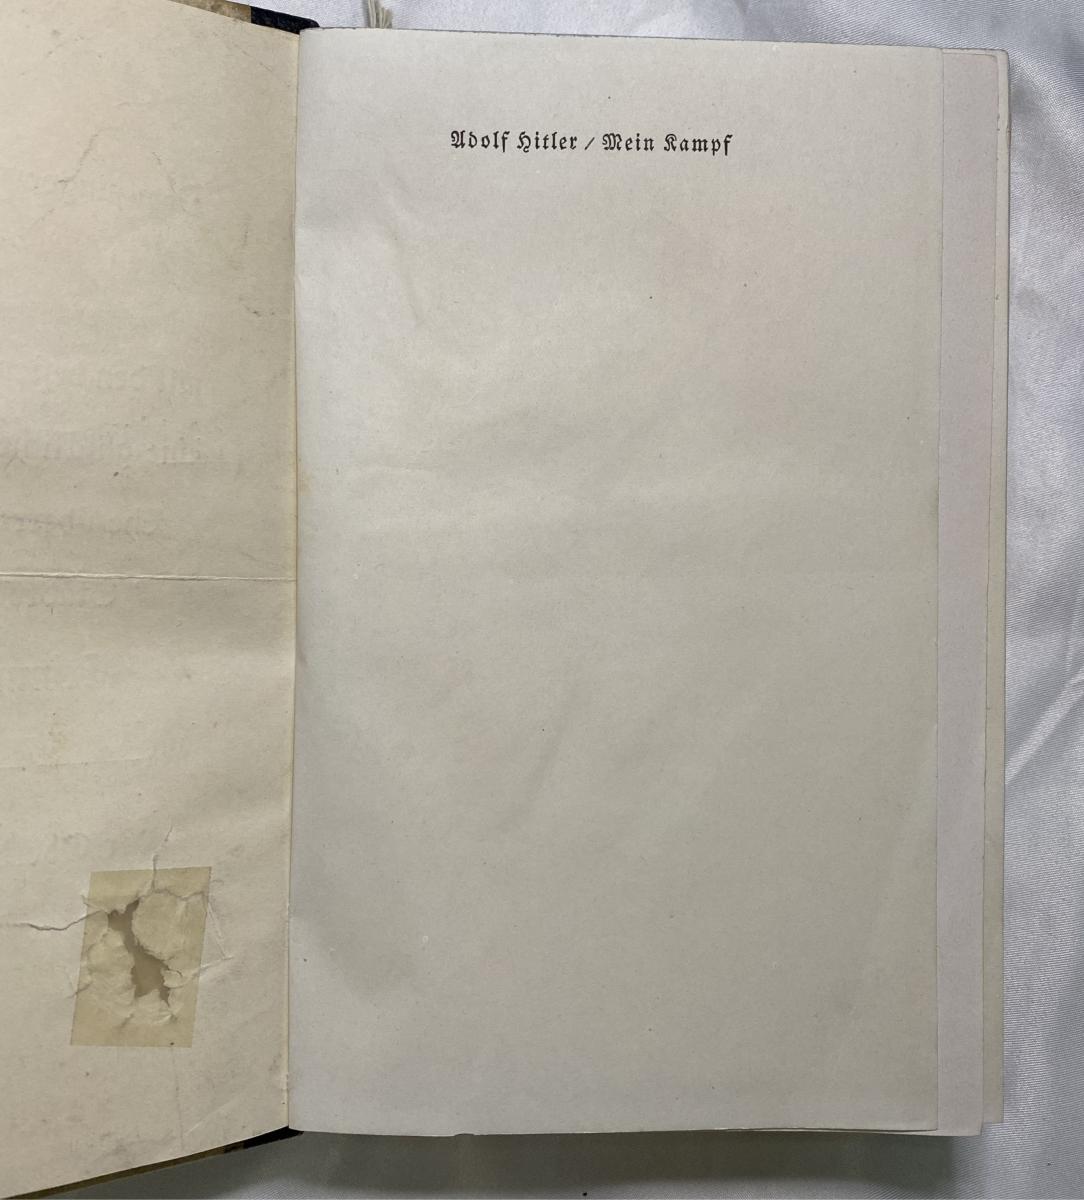 Adolf Hitler / Mein Kampf